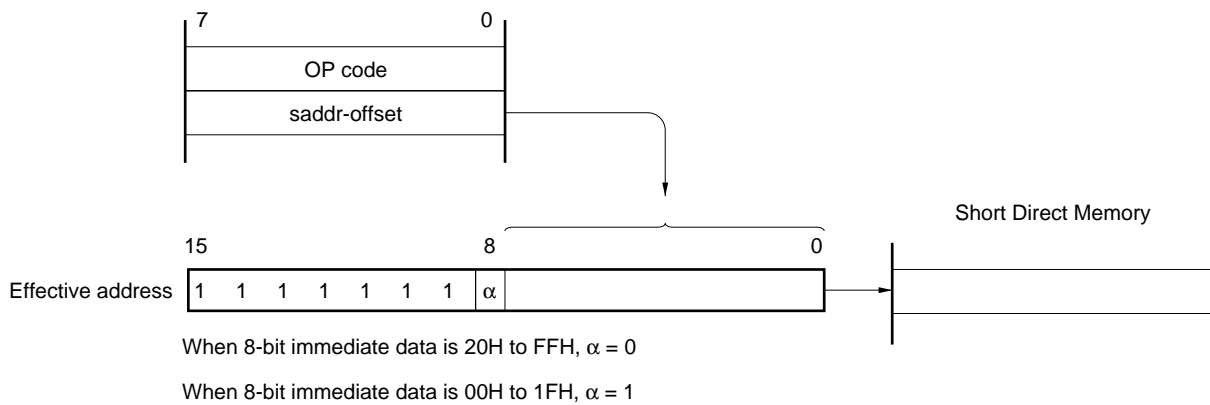 7 0
OP code
saddr-offset
Short Direct Memory
15 8 0
Effective address 1 1 1 1 1 1 1 α
When 8-bit immediate data is 20H to FFH, α = 0
When 8-bit immediate data is 00H to 1FH, α = 1